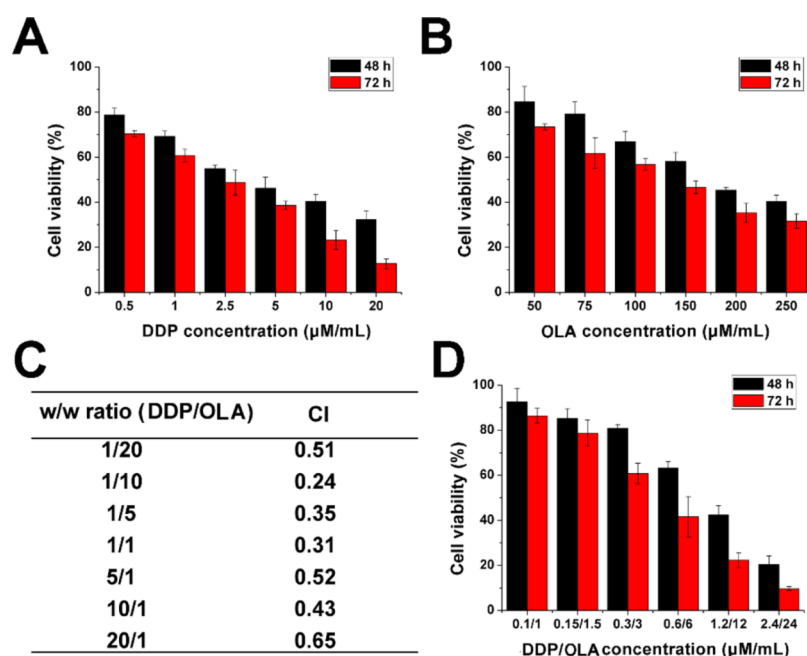 A
48 h
72 h
Cell viability (%)
100
80
60
40
20
0
0.5 1 2.5 5 10 20
DDP concentration (μM/mL)
B
48 h
72 h
Cell viability (%)
100
80
60
40
20
0
50 75 100 150 200 250
OLA concentration (μM/mL)
C
w/w ratio (DDP/OLA) CI
1/20 0.51
1/10 0.24
1/5 0.35
1/1 0.31
5/1 0.52
10/1 0.43
20/1 0.65
D
48 h
72 h
Cell viability (%)
100
80
60
40
20
0
0.1/1 0.15/1.5 0.3/3 0.6/6 1.2/12 2.4/24
DDP/OLA concentration (μM/mL)